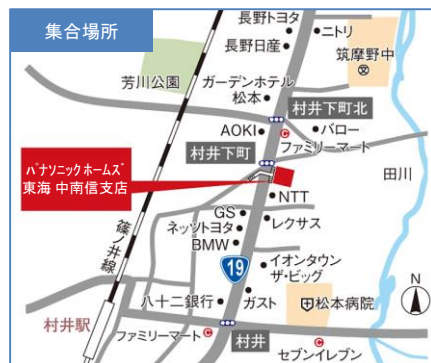 集合場所
長野トヨタ
ニトリ
長野日産
筑摩野中
芳川公園
ガーデンホテル
松本
村井下町北
AOKI
バロー
ファミリーマート
村井下町
パナソニック ホームズ
東海 中南信支店
田川
NTT
GS
レクサス
ネッツトヨタ
BMW
篠ノ井線
19
イオンタウン
ザ・ビッグ
N
八十二銀行
ガスト
松本病院
村井駅
村井
ファミリーマート
セブンイレブン